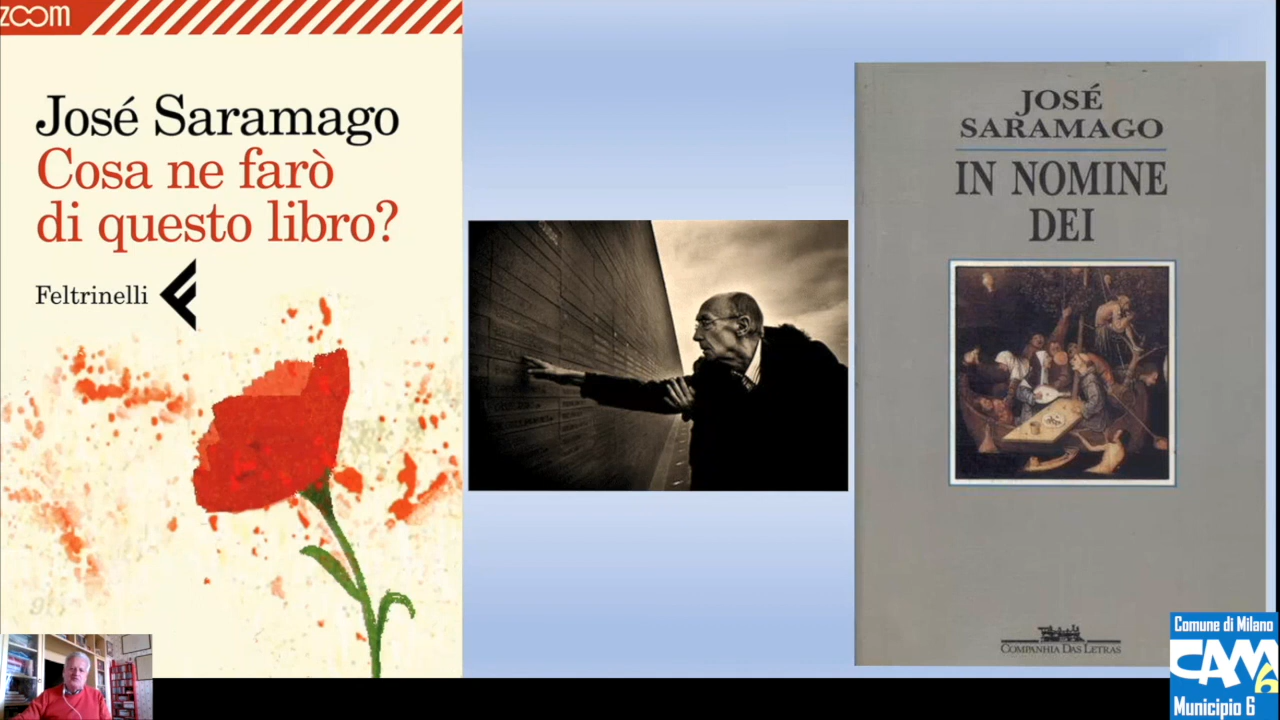 zoom
José Saramago
Cosa ne farò
di questo libro?
Feltrinelli
JOSÉ
SARAMAGO
IN NOMINE
DEI
COMPANHIA DAS LETRAS
Comune di Milano
CAM
6
Municipio 6